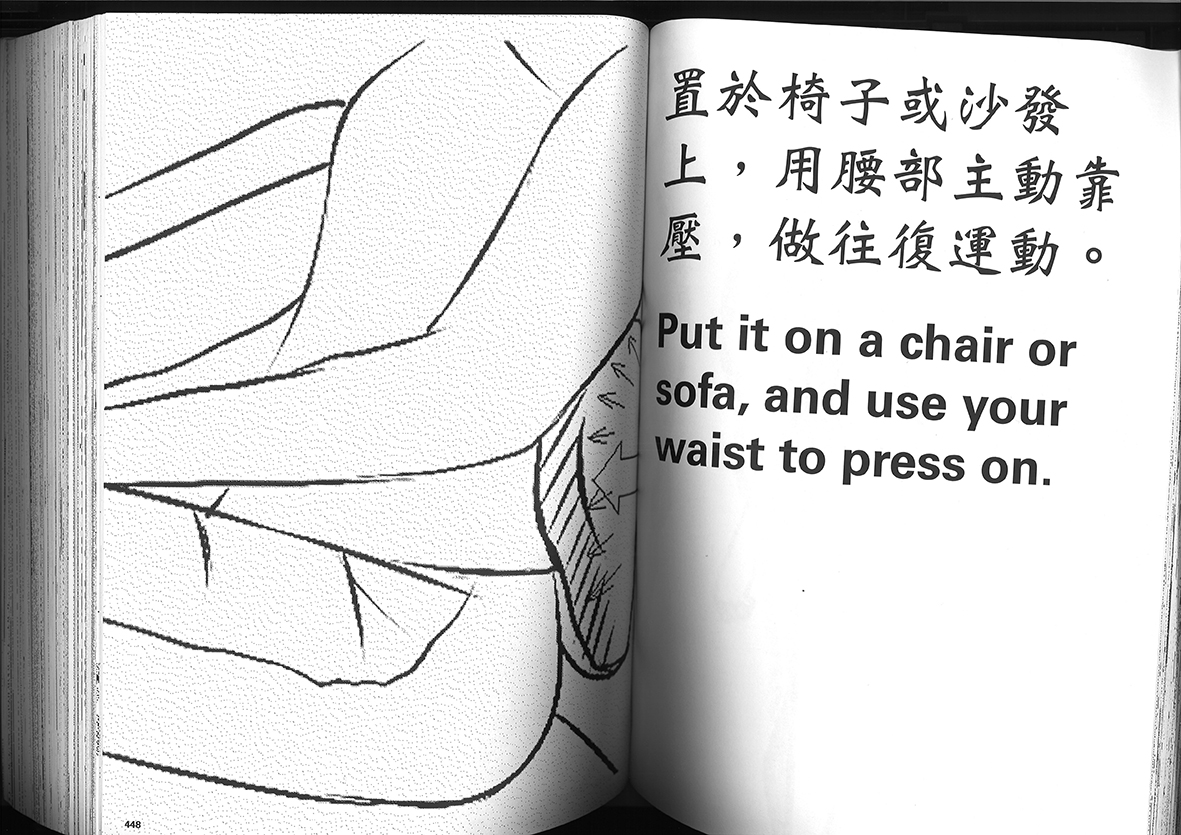 置於椅子或沙發
上，用腰部主動靠
壓，做往復運動。
Put it on a chair or
sofa, and use your
waist to press on.
448